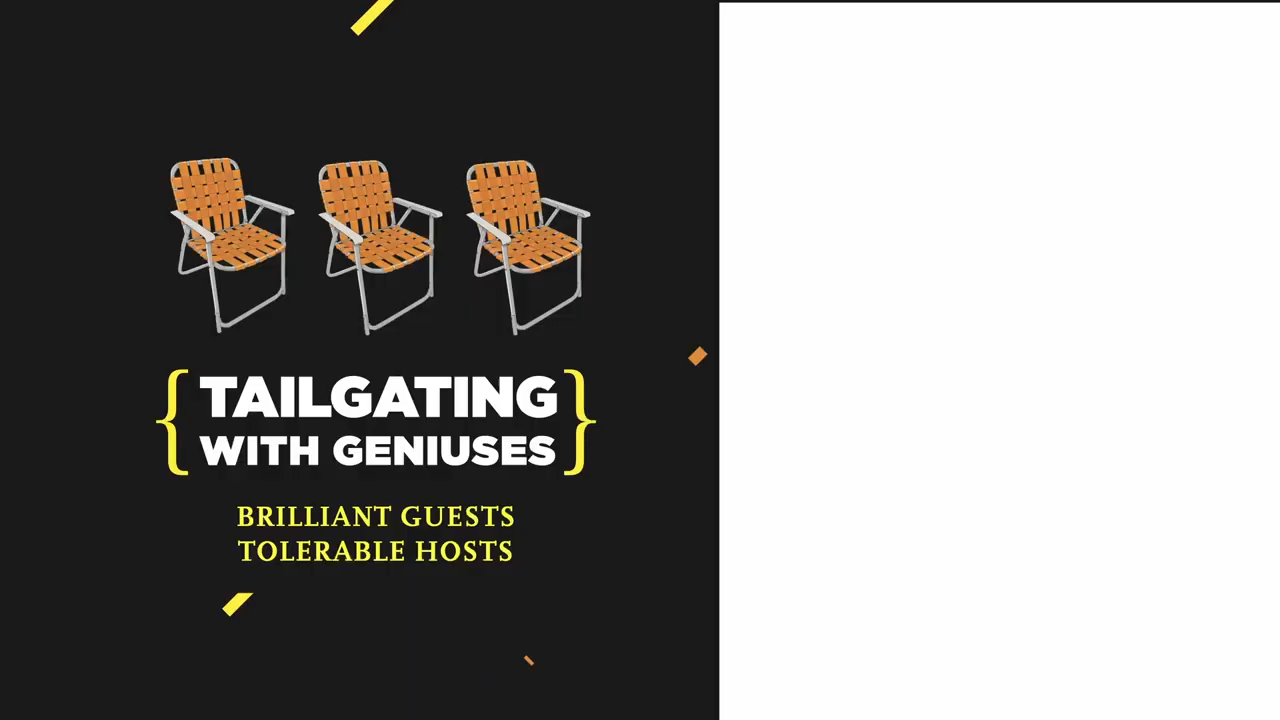 TAILGATING
WITH GENIUSES
BRILLIANT GUESTS
TOLERABLE HOSTS